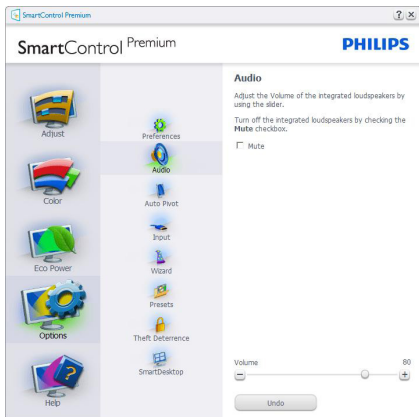 SmartControl Premium
SmartControl Premium
PHILIPS
Adjust
Color
Eco Power
Options
Help
Preferences
Audio
Auto Pivot
Input
Wizard
Presets
Theft Deterrence
SmartDesktop
Audio
Adjust the Volume of the integrated loudspeakers by
using the slider.
Turn off the integrated loudspeakers by checking the
Mute checkbox.
Mute
Volume 80
Undo